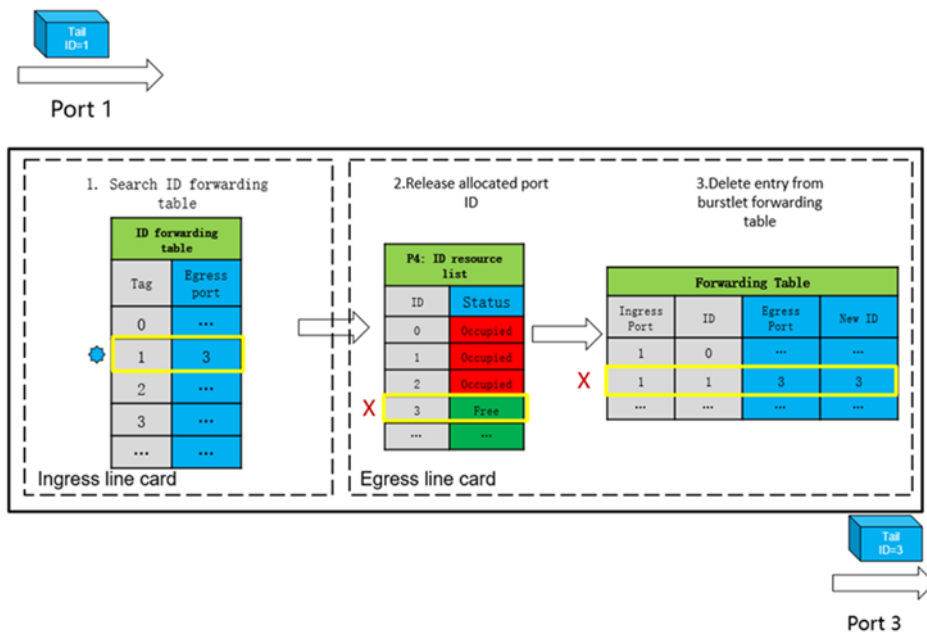 Tail
ID=1
Port 1
1. Search ID forwarding
table
ID forwarding
table
Tag
Egress
port
0
...
1
3
2
...
3
...
...
...
Ingress line card
2.Release allocated port
ID
P4: ID resource
list
ID
Status
0
Occupied
1
Occupied
2
Occupied
X
3
Free
...
...
Egress line card
3.Delete entry from
burstlet forwarding
table
Forwarding Table
Ingress
Port
ID
Egress
Port
New ID
1
0
...
...
X
1
1
3
3
...
...
...
...
Tail
ID=3
Port 3